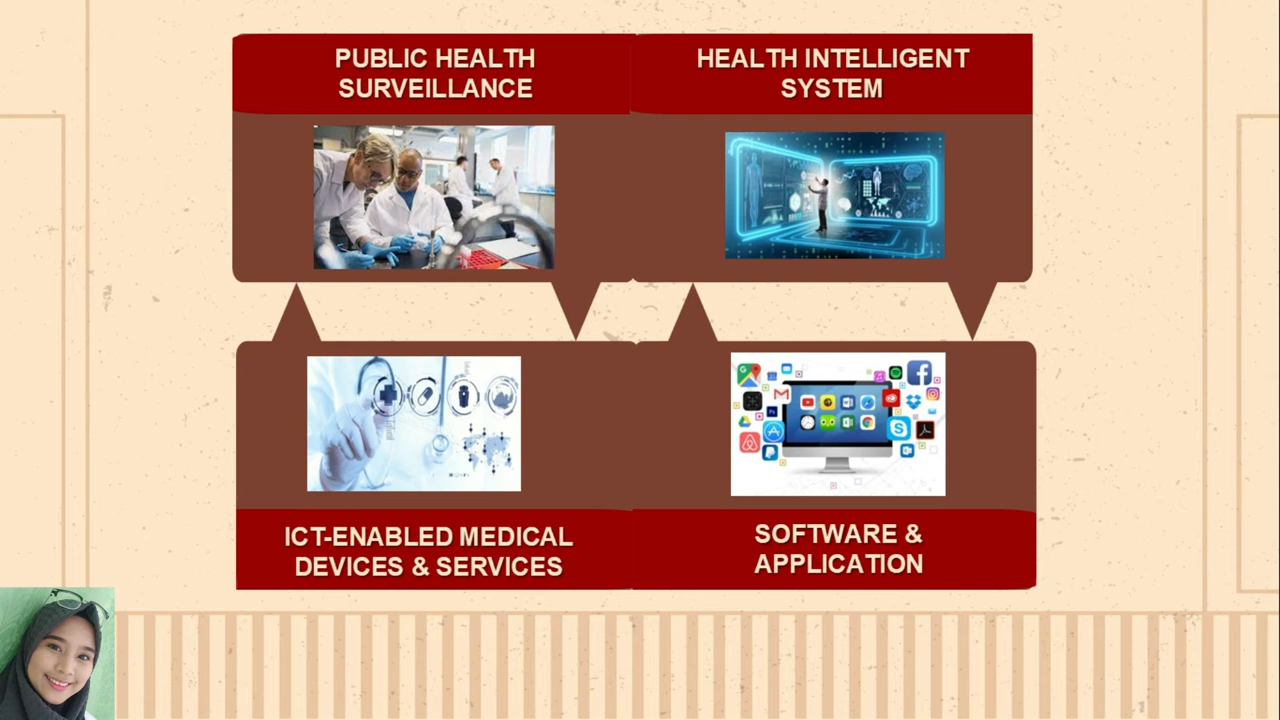 PUBLIC HEALTH
SURVEILLANCE
HEALTH INTELLIGENT
SYSTEM
ICT-ENABLED MEDICAL
DEVICES & SERVICES
SOFTWARE &
APPLICATION